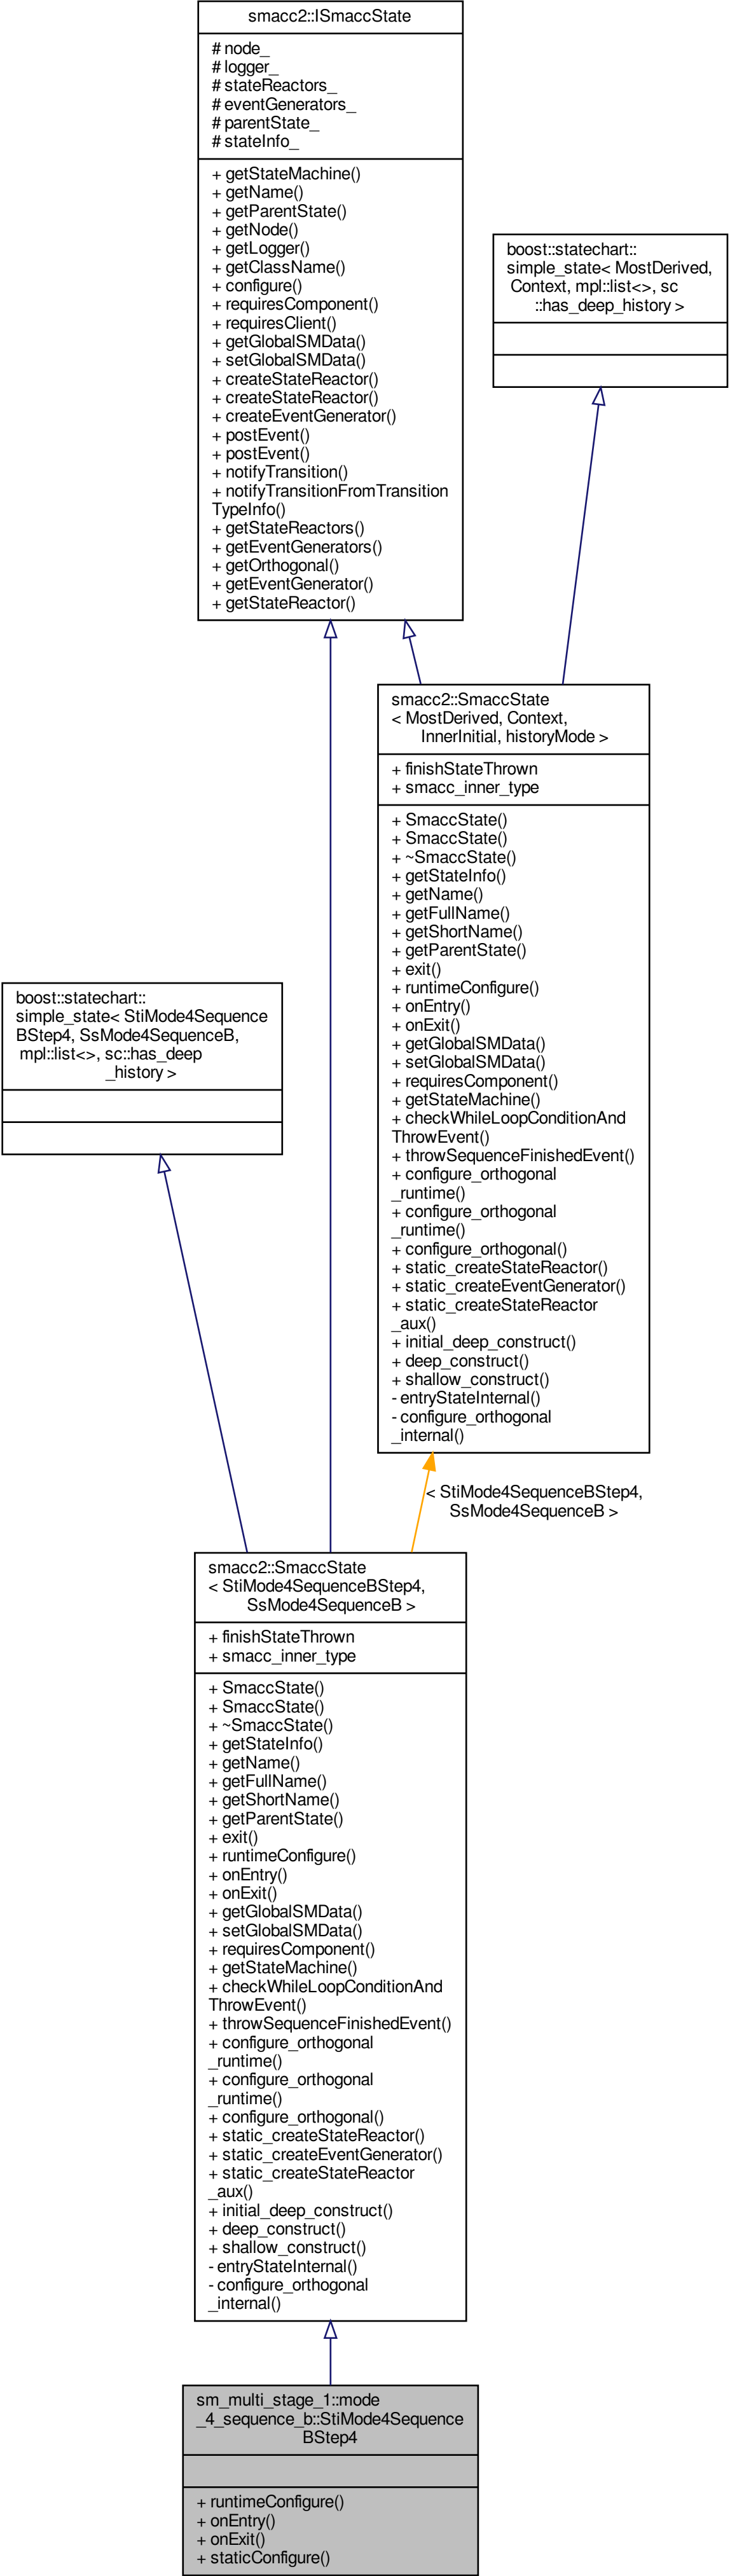 smacc2::ISmaccState
# node_
# logger_
# stateReactors_
# eventGenerators_
# parentState_
# stateInfo_
+ getStateMachine()
+ getName()
+ getParentState()
+ getNode()
+ getLogger()
+ getClassName()
+ configure()
+ requiresComponent()
+ requiresClient()
+ getGlobalSMData()
+ setGlobalSMData()
+ createStateReactor()
+ createStateReactor()
+ createEventGenerator()
+ postEvent()
+ postEvent()
+ notifyTransition()
+ notifyTransitionFromTransition
TypeInfo()
+ getStateReactors()
+ getEventGenerators()
+ getOrthogonal()
+ getEventGenerator()
+ getStateReactor()
boost::statechart::
simple_state< MostDerived,
Context, mpl::list<>, sc
::has_deep_history >
smacc2::SmaccState
< MostDerived, Context,
InnerInitial, historyMode >
+ finishStateThrown
+ smacc_inner_type
+ SmaccState()
+ SmaccState()
+ ~SmaccState()
+ getStateInfo()
+ getName()
+ getFullName()
+ getShortName()
+ getParentState()
+ exit()
+ runtimeConfigure()
+ onEntry()
+ onExit()
+ getGlobalSMData()
+ setGlobalSMData()
+ requiresComponent()
+ getStateMachine()
+ checkWhileLoopConditionAnd
ThrowEvent()
+ throwSequenceFinishedEvent()
+ configure_orthogonal
_runtime()
+ configure_orthogonal
_runtime()
+ configure_orthogonal()
+ static_createStateReactor()
+ static_createEventGenerator()
+ static_createStateReactor
_aux()
+ initial_deep_construct()
+ deep_construct()
+ shallow_construct()
- entryStateInternal()
- configure_orthogonal
_internal()
boost::statechart::
simple_state< StiMode4Sequence
BStep4, SsMode4SequenceB,
mpl::list<>, sc::has_deep
_history >
< StiMode4SequenceBStep4,
SsMode4SequenceB >
smacc2::SmaccState
< StiMode4SequenceBStep4,
SsMode4SequenceB >
+ finishStateThrown
+ smacc_inner_type
+ SmaccState()
+ SmaccState()
+ ~SmaccState()
+ getStateInfo()
+ getName()
+ getFullName()
+ getShortName()
+ getParentState()
+ exit()
+ runtimeConfigure()
+ onEntry()
+ onExit()
+ getGlobalSMData()
+ setGlobalSMData()
+ requiresComponent()
+ getStateMachine()
+ checkWhileLoopConditionAnd
ThrowEvent()
+ throwSequenceFinishedEvent()
+ configure_orthogonal
_runtime()
+ configure_orthogonal
_runtime()
+ configure_orthogonal()
+ static_createStateReactor()
+ static_createEventGenerator()
+ static_createStateReactor
_aux()
+ initial_deep_construct()
+ deep_construct()
+ shallow_construct()
- entryStateInternal()
- configure_orthogonal
_internal()
sm_multi_stage_1::mode
_4_sequence_b::StiMode4Sequence
BStep4
+ runtimeConfigure()
+ onEntry()
+ onExit()
+ staticConfigure()